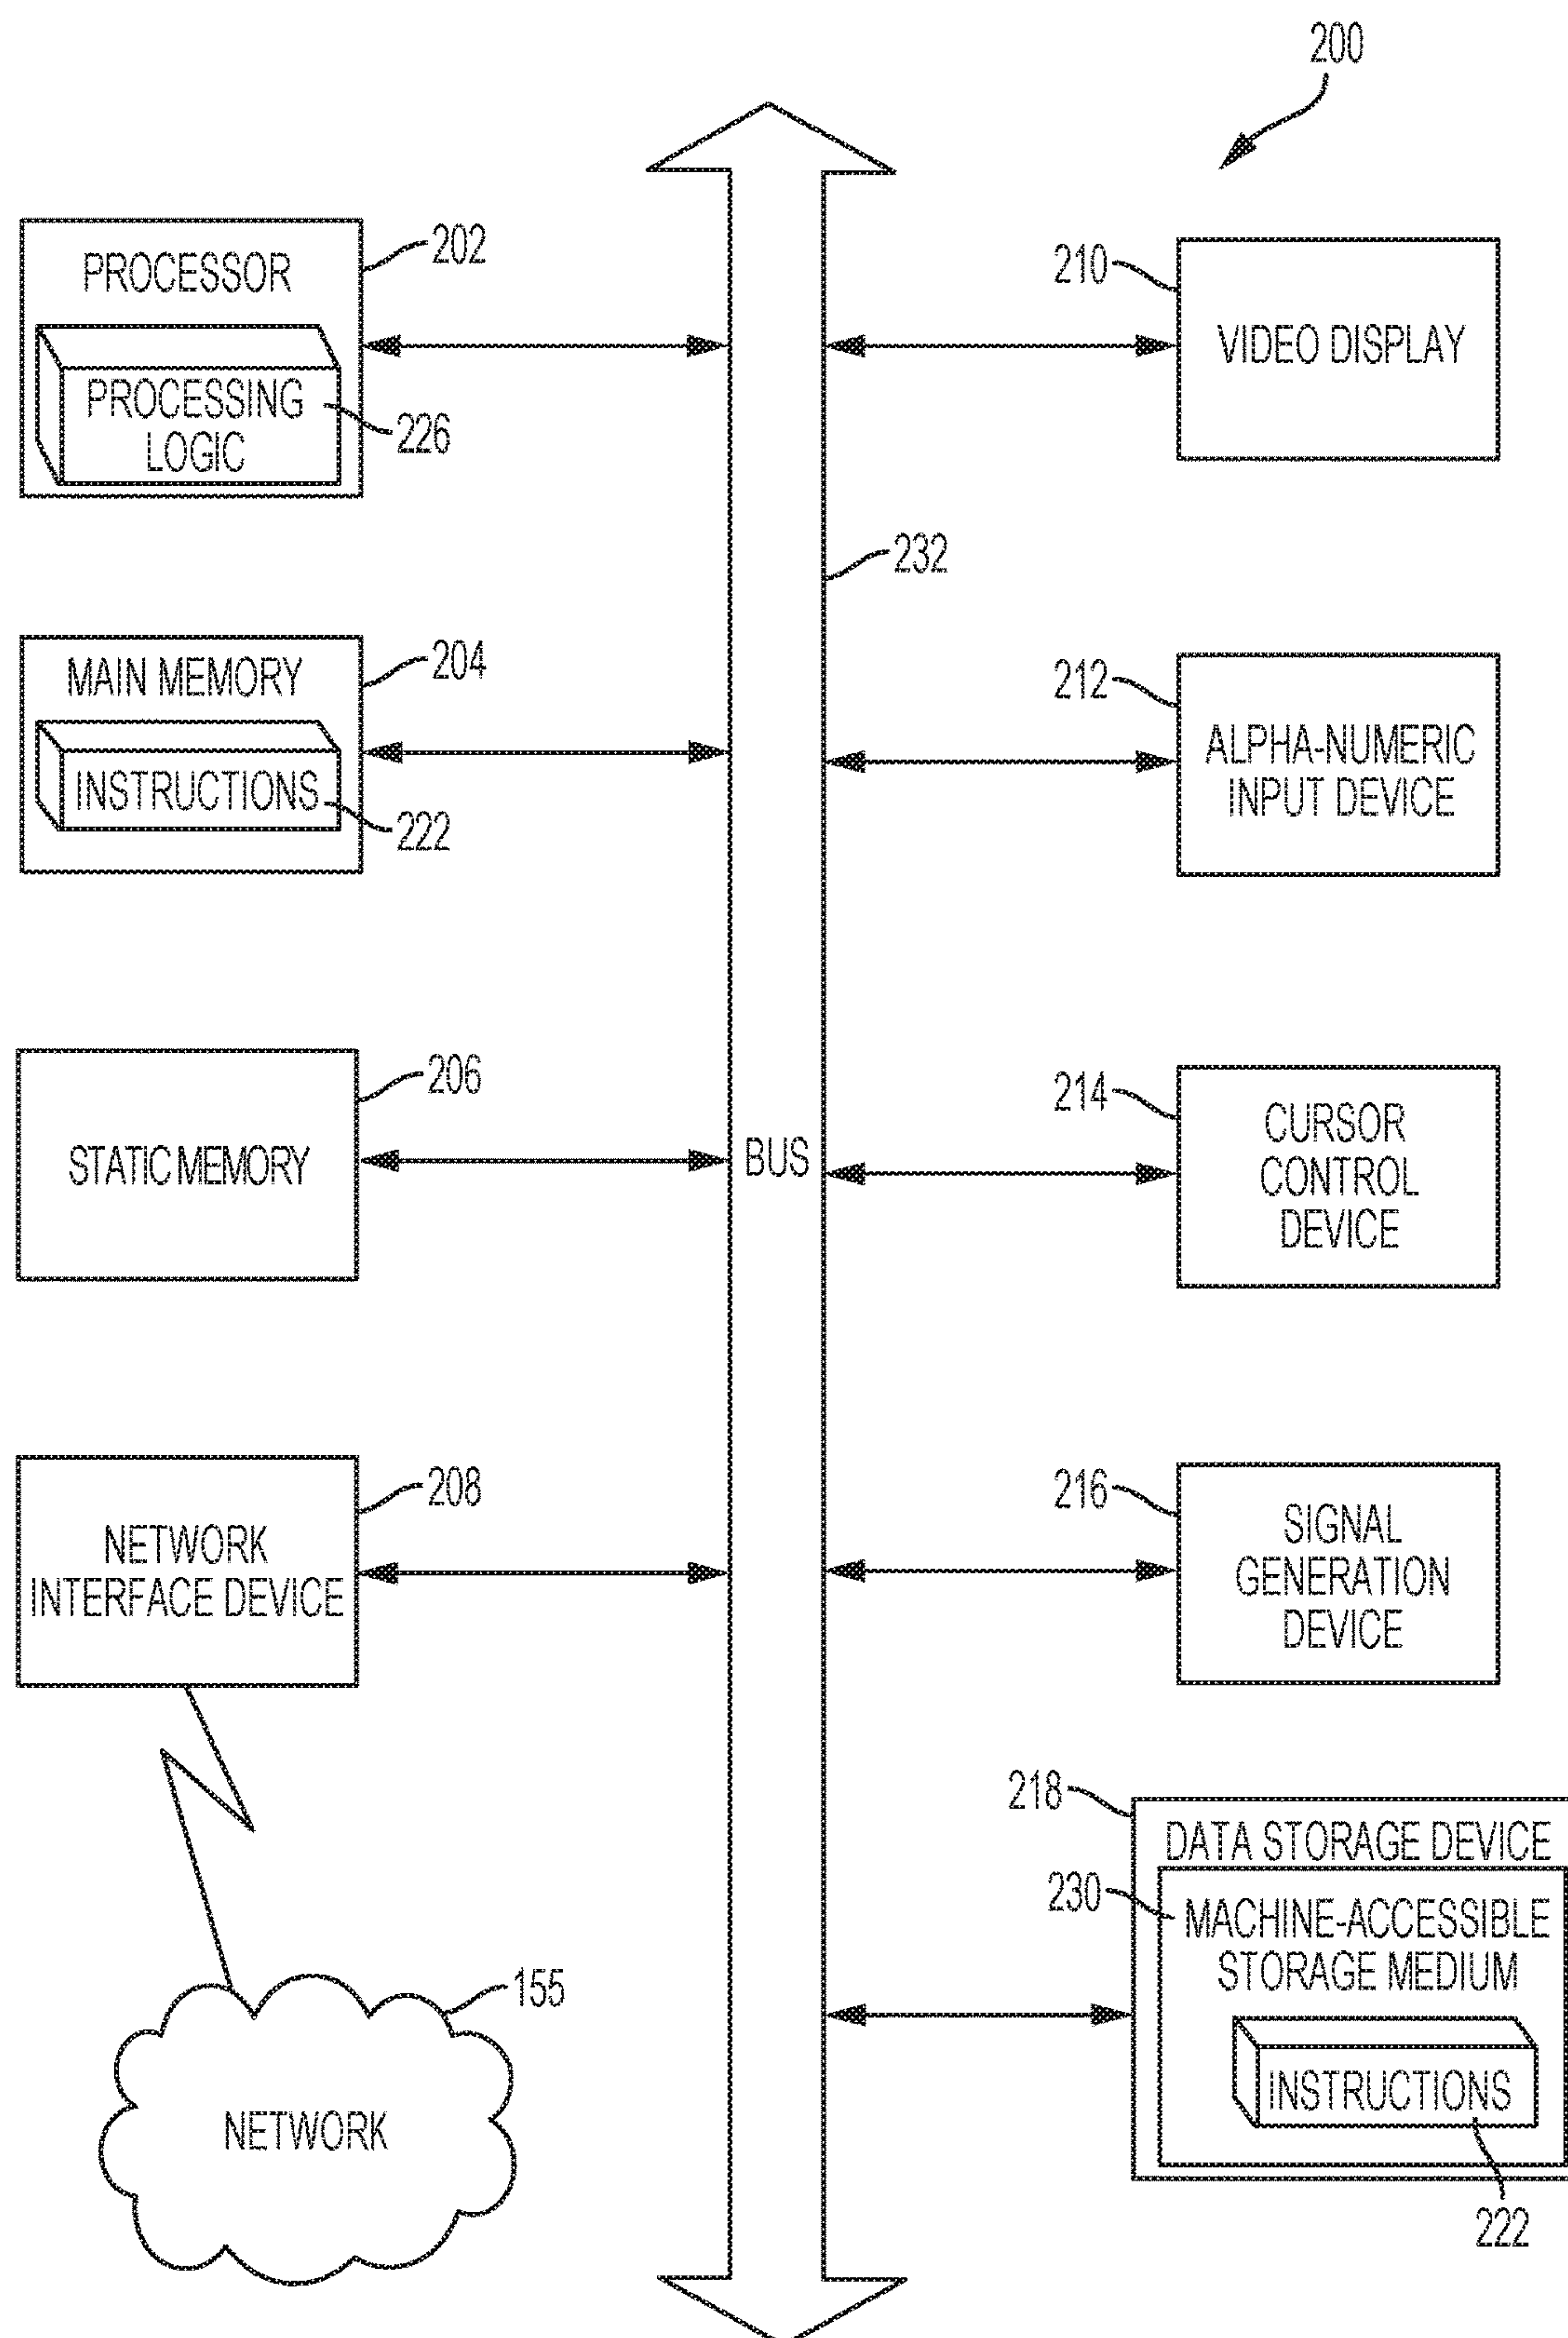 200
PROCESSOR
202
PROCESSING
LOGIC
226
210
VIDEO DISPLAY
232
MAIN MEMORY
204
INSTRUCTIONS
222
212
ALPHA-NUMERIC
INPUT DEVICE
STATIC MEMORY
206
BUS
214
CURSOR
CONTROL
DEVICE
NETWORK
INTERFACE DEVICE
208
216
SIGNAL
GENERATION
DEVICE
218
DATA STORAGE DEVICE
230
MACHINE-ACCESSIBLE
STORAGE MEDIUM
INSTRUCTIONS
222
155
NETWORK